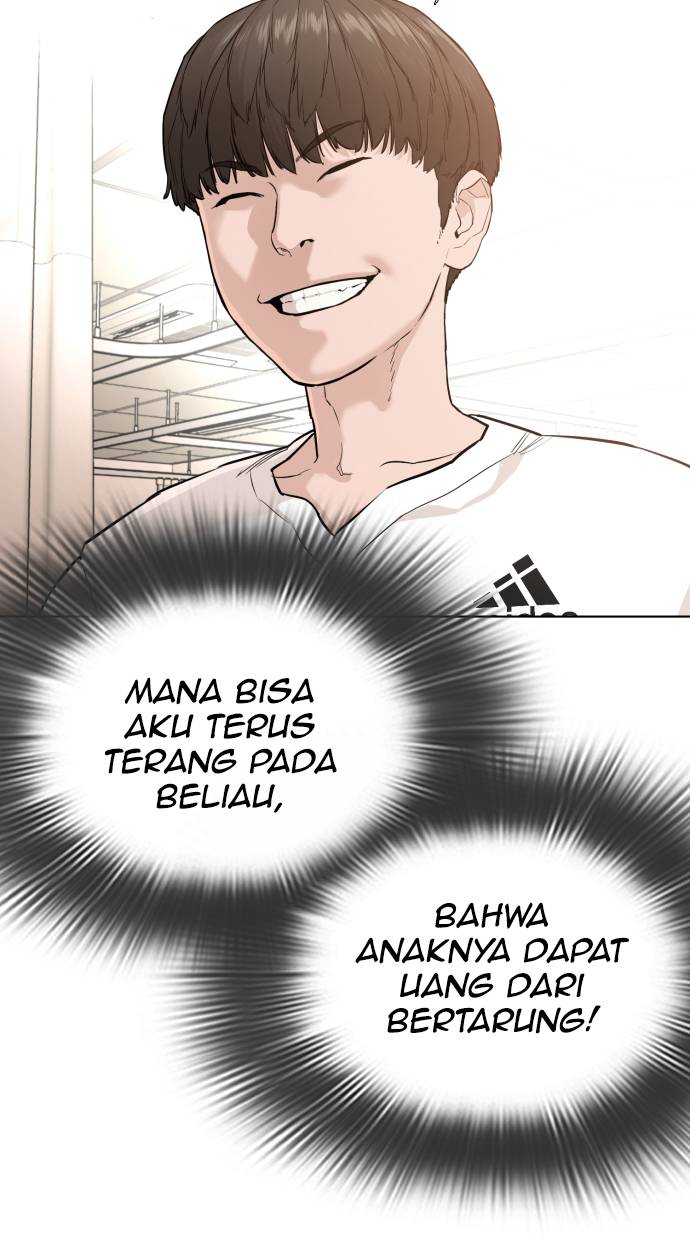 MANA BISA
AKU TERUS
TERANG PADA
BELIAU,
BAHWA
ANAKNYA DAPAT
UANG DARI
BERTARUNG!